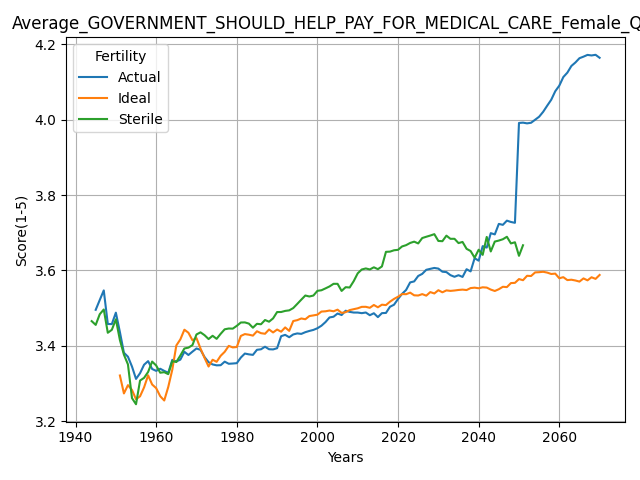 Average_GOVERNMENT_SHOULD_HELP_PAY_FOR_MEDICAL_CARE_Female_Q
Fertility
Actual
Ideal
Sterile
Score(1-5)
4.2
4.0
3.8
3.6
3.4
3.2
1940 1960 1980 2000 2020 2040 2060
Years